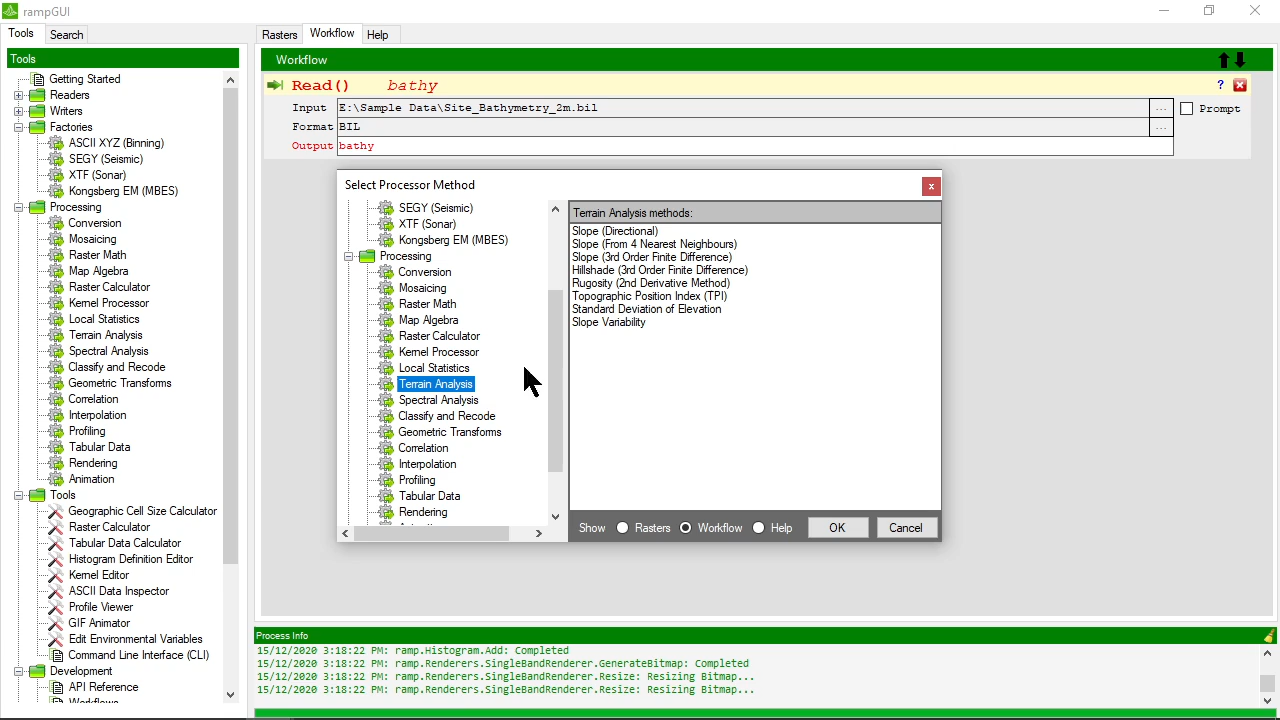 rampGUI
Tools
Search
Tools
Getting Started
Readers
Writers
Factories
ASCII XYZ (Binning)
SEGY (Seismic)
XTF (Sonar)
Kongsberg EM (MBES)
Processing
Conversion
Mosaicing
Raster Math
Map Algebra
Raster Calculator
Kernel Processor
Local Statistics
Terrain Analysis
Spectral Analysis
Classify and Recode
Geometric Transforms
Correlation
Interpolation
Profiling
Tabular Data
Rendering
Animation
Tools
Geographic Cell Size Calculator
Raster Calculator
Tabular Data Calculator
Histogram Definition Editor
Kernel Editor
ASCII Data Inspector
Profile Viewer
GIF Animator
Edit Environmental Variables
Command Line Interface (CLI)
Development
API Reference
Workflows
Rasters
Workflow
Help
Workflow
Read() bathy
?
Input E:\Sample Data\Site_Bathymetry_2m.bil ... Prompt
Format BIL ...
Output bathy
Select Processor Method
x
SEGY (Seismic)
XTF (Sonar)
Kongsberg EM (MBES)
Processing
Conversion
Mosaicing
Raster Math
Map Algebra
Raster Calculator
Kernel Processor
Local Statistics
Terrain Analysis
Spectral Analysis
Classify and Recode
Geometric Transforms
Correlation
Interpolation
Profiling
Tabular Data
Rendering
Terrain Analysis methods:
Slope (Directional)
Slope (From 4 Nearest Neighbours)
Slope (3rd Order Finite Difference)
Hillshade (3rd Order Finite Difference)
Rugosity (2nd Derivative Method)
Topographic Position Index (TPI)
Standard Deviation of Elevation
Slope Variability
Show Rasters Workflow Help OK Cancel
Process Info
15/12/2020 3:18:22 PM: ramp.Histogram.Add: Completed
15/12/2020 3:18:22 PM: ramp.Renderers.SingleBandRenderer.GenerateBitmap: Completed
15/12/2020 3:18:22 PM: ramp.Renderers.SingleBandRenderer.Resize: Resizing Bitmap...
15/12/2020 3:18:22 PM: ramp.Renderers.SingleBandRenderer.Resize: Resizing Bitmap...